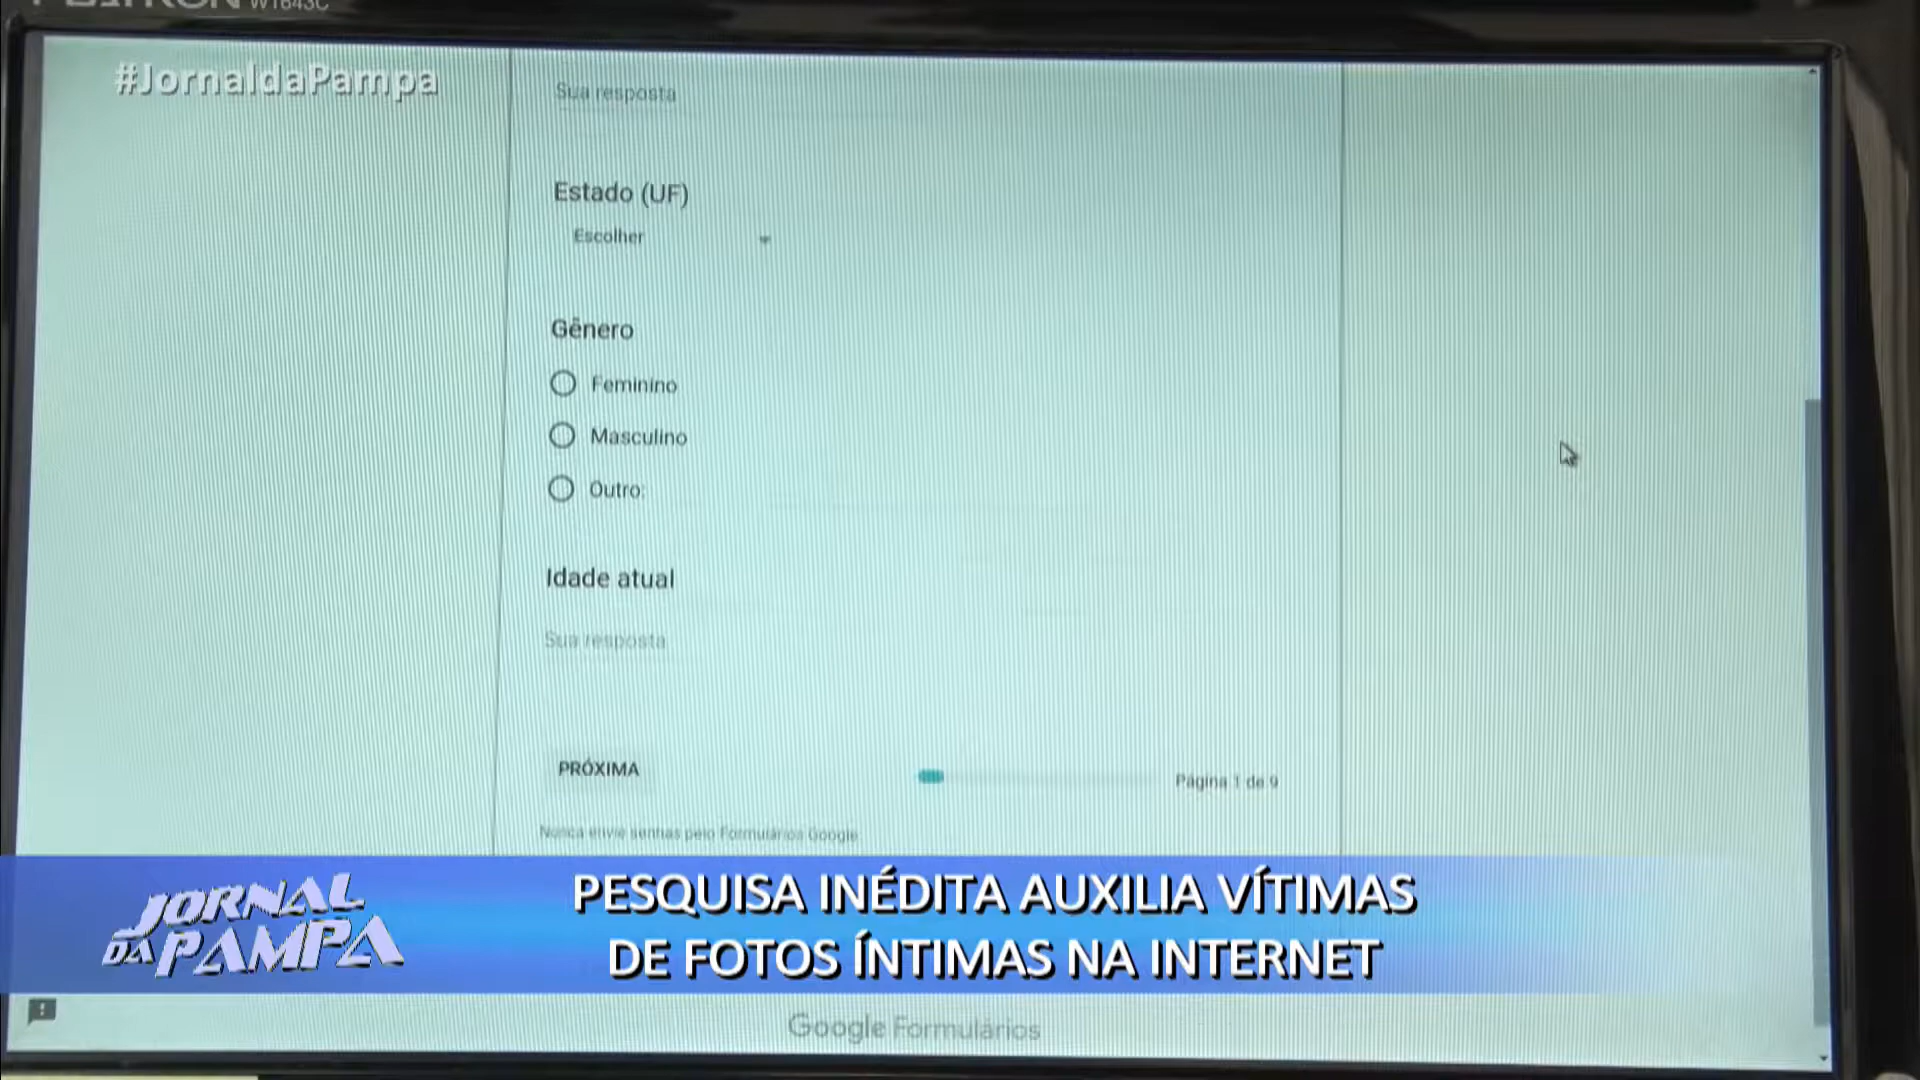 W1643C
#JornaldaPampa
Sua resposta
Estado (UF)
Escolher
Gênero
Feminino
Masculino
Outro:
Idade atual
Sua resposta
PRÓXIMA
Página 1 de 9
Nunca envie senhas pelo Formulários Google
JORNAL DA PAMPA
PESQUISA INÉDITA AUXILIA VÍTIMAS
DE FOTOS ÍNTIMAS NA INTERNET
Google Formulários